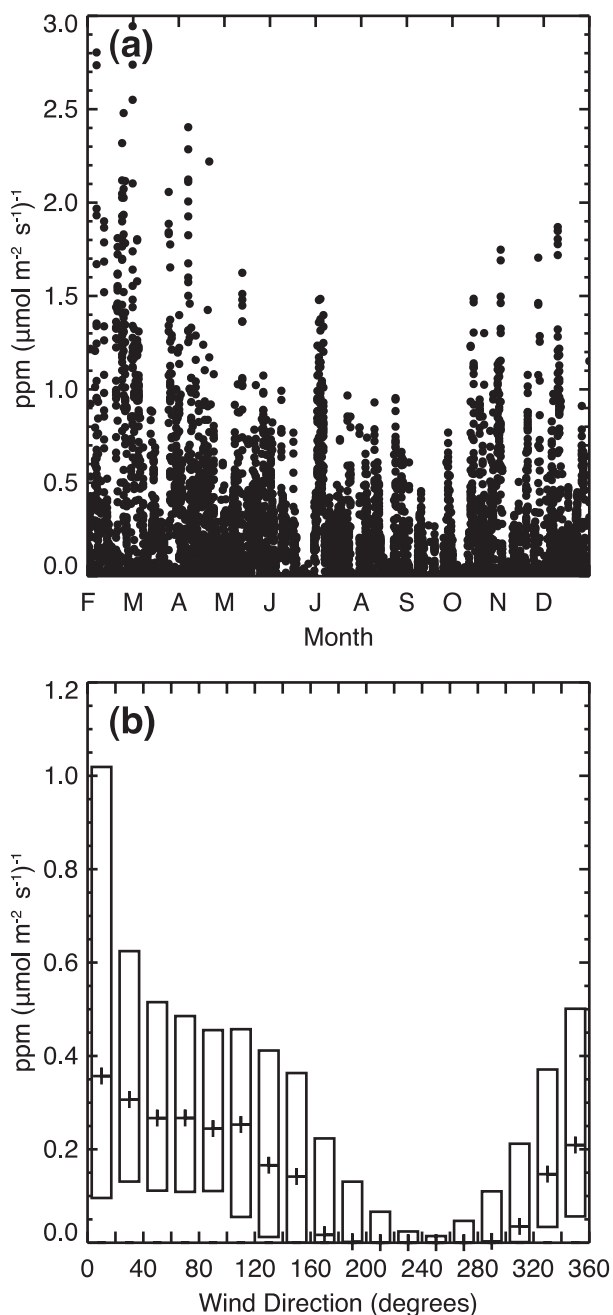 (a)
3.0
2.5
2.0
1.5
1.0
0.5
0.0
ppm (μmol m⁻² s⁻¹)⁻¹
F M A M J J A S O N D
Month
(b)
1.2
1.0
0.8
0.6
0.4
0.2
0.0
ppm (μmol m⁻² s⁻¹)⁻¹
0 40 80 120 160 200 240 280 320 360
Wind Direction (degrees)